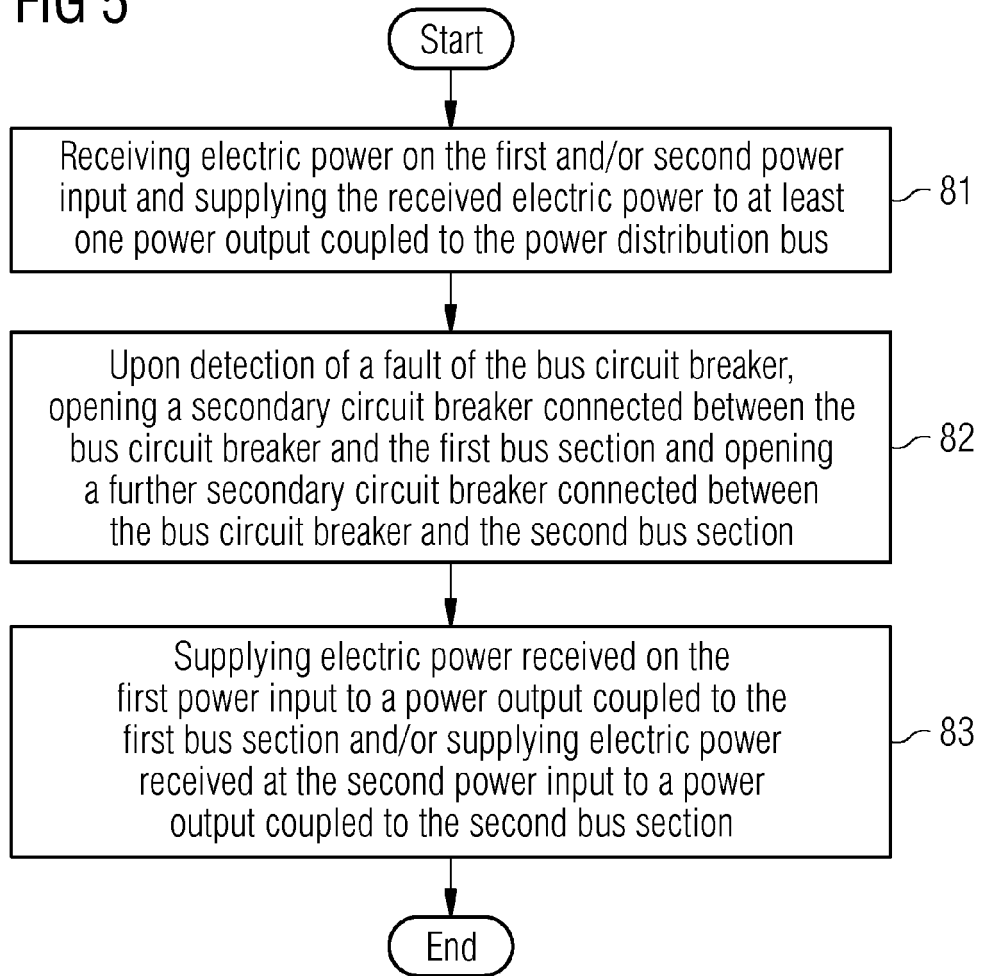 FIG 5
Start
Receiving electric power on the first and/or second power
input and supplying the received electric power to at least
one power output coupled to the power distribution bus
81
Upon detection of a fault of the bus circuit breaker,
opening a secondary circuit breaker connected between the
bus circuit breaker and the first bus section and opening
a further secondary circuit breaker connected between
the bus circuit breaker and the second bus section
82
Supplying electric power received on the
first power input to a power output coupled to the
first bus section and/or supplying electric power
received at the second power input to a power
output coupled to the second bus section
83
End